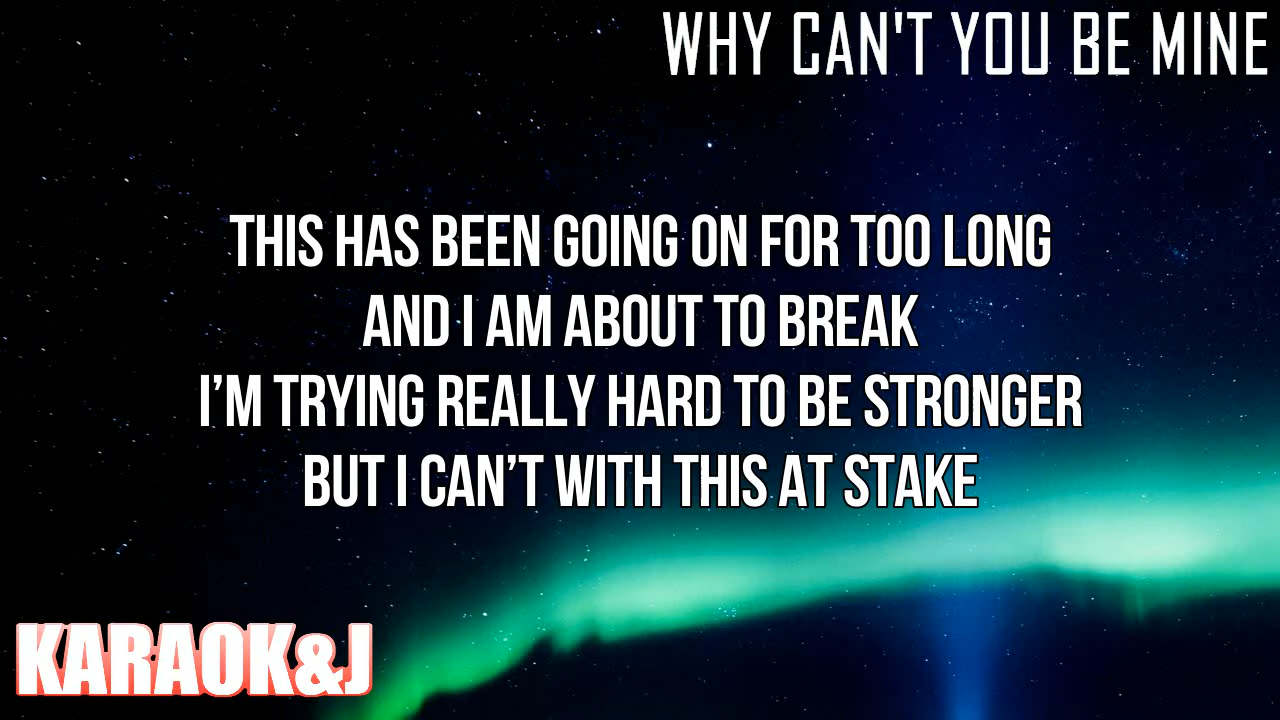 WHY CAN'T YOU BE MINE
THIS HAS BEEN GOING ON FOR TOO LONG
AND I AM ABOUT TO BREAK
I’M TRYING REALLY HARD TO BE STRONGER
BUT I CAN’T WITH THIS AT STAKE
KARAOK&J